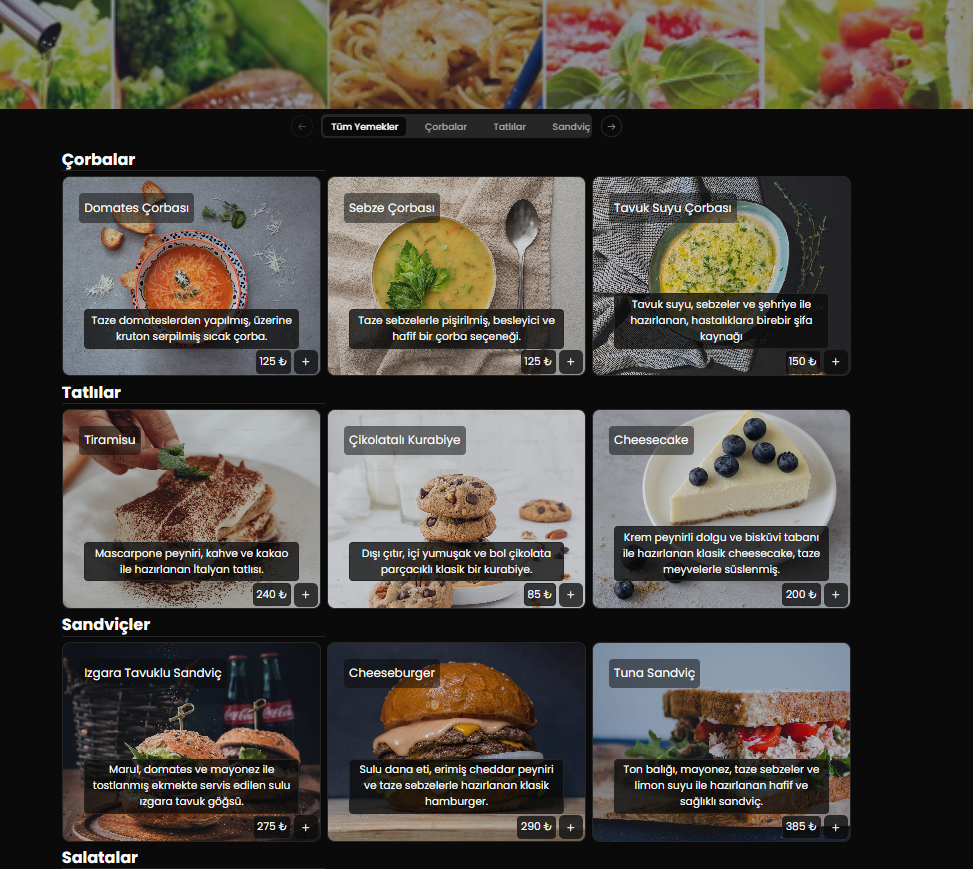 ← Tüm Yemekler Çorbalar Tatlılar Sandviç →
Çorbalar
Domates Çorbası
Taze domateslerden yapılmış, üzerine
kruton serpilmiş sıcak çorba.
125 ₺ +
Sebze Çorbası
Taze sebzelerle pişirilmiş, besleyici ve
hafif bir çorba seçeneği.
125 ₺ +
Tavuk Suyu Çorbası
Tavuk suyu, sebzeler ve şehriye ile
hazırlanan, hastalıklara birebir şifa
kaynağı
150 ₺ +
Tatlılar
Tiramisu
Mascarpone peyniri, kahve ve kakao
ile hazırlanan İtalyan tatlısı.
240 ₺ +
Çikolatalı Kurabiye
Dışı çıtır, içi yumuşak ve bol çikolata
parçacıklı klasik bir kurabiye.
85 ₺ +
Cheesecake
Krem peynirli dolgu ve bisküvi tabanı
ile hazırlanan klasik cheesecake, taze
meyvelerle süslenmiş.
200 ₺ +
Sandviçler
Izgara Tavuklu Sandviç
Marul, domates ve mayonez ile
tostlanmış ekmekte servis edilen sulu
ızgara tavuk göğsü.
275 ₺ +
Cheeseburger
Sulu dana eti, erimiş cheddar peyniri
ve taze sebzelerle hazırlanan klasik
hamburger.
290 ₺ +
Tuna Sandviç
Ton balığı, mayonez, taze sebzeler ve
limon suyu ile hazırlanan hafif ve
sağlıklı sandviç.
385 ₺ +
Salatalar